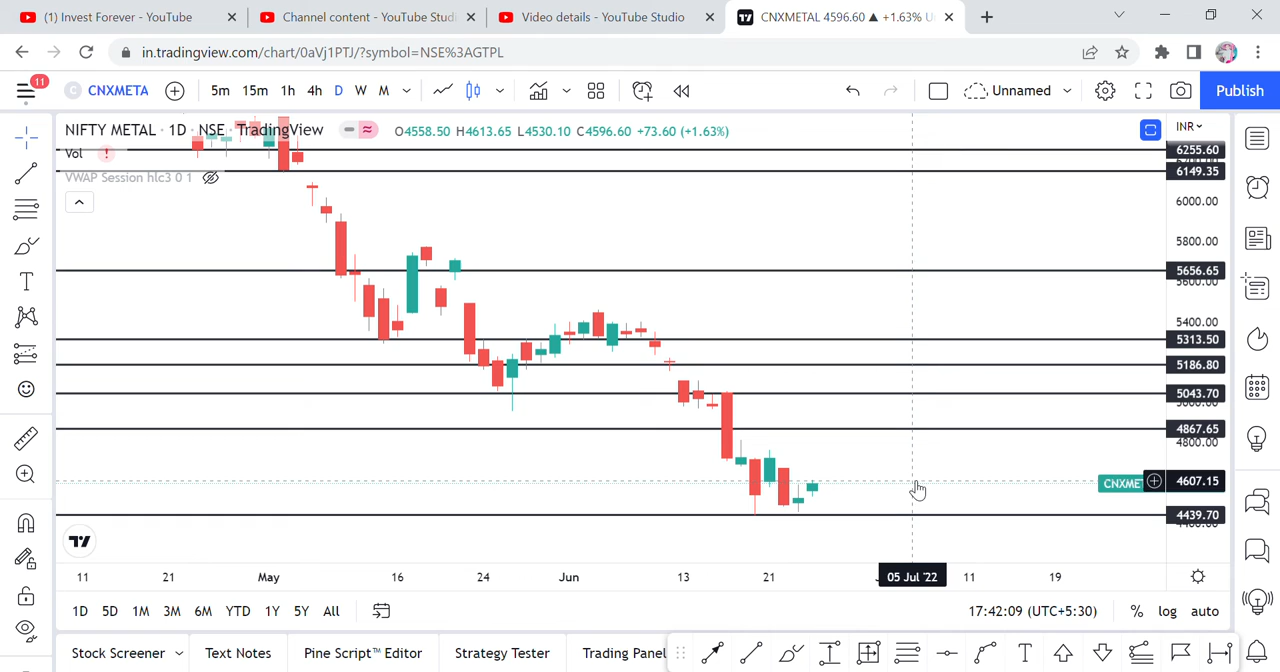 (1) Invest Forever - YouTube
Channel content - YouTube Studi
Video details - YouTube Studio
CNXMETAL 4596.60 ▲ +1.63% U
in.tradingview.com/chart/0aVj1PTJ/?symbol=NSE%3AGTPL
11
C CNXMETA 5m 15m 1h 4h D W M Unnamed Publish
NIFTY METAL · 1D · NSE TradingView O4558.50 H4613.65 L4530.10 C4596.60 +73.60 (+1.63%)
INR
Vol !
VWAP Session hlc3 0 1
6255.60
6149.35
6000.00
5800.00
5656.65
5600.00
5400.00
5313.50
5186.80
5043.70
4867.65
4800.00
CNXMET 4607.15
4439.70
11 21 May 16 24 Jun 13 21 05 Jul '22 11 19
1D 5D 1M 3M 6M YTD 1Y 5Y All 17:42:09 (UTC+5:30) % log auto
Stock Screener Text Notes Pine Script™ Editor Strategy Tester Trading Panel